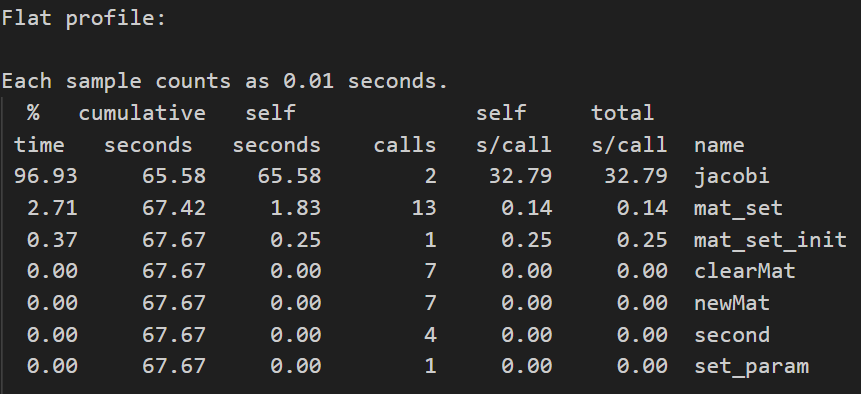 Flat profile:
Each sample counts as 0.01 seconds.
% cumulative self self total
time seconds seconds calls s/call s/call name
96.93 65.58 65.58 2 32.79 32.79 jacobi
2.71 67.42 1.83 13 0.14 0.14 mat_set
0.37 67.67 0.25 1 0.25 0.25 mat_set_init
0.00 67.67 0.00 7 0.00 0.00 clearMat
0.00 67.67 0.00 7 0.00 0.00 newMat
0.00 67.67 0.00 4 0.00 0.00 second
0.00 67.67 0.00 1 0.00 0.00 set_param